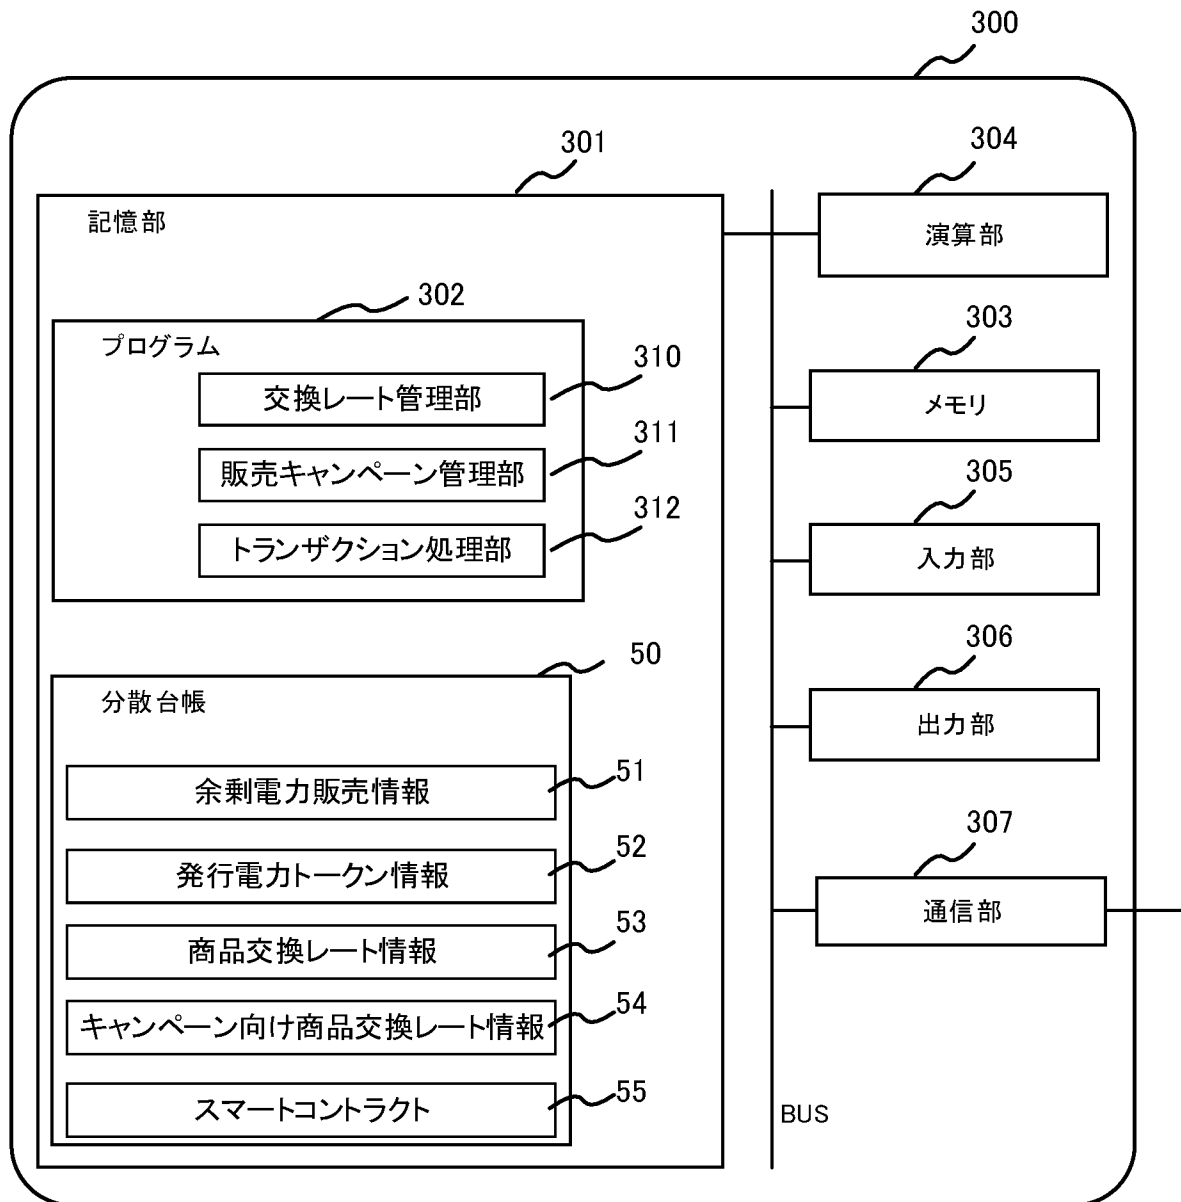 300
301
記憶部
302
プログラム
310
交換レート管理部
311
販売キャンペーン管理部
312
トランザクション処理部
50
分散台帳
51
余剰電力販売情報
52
発行電力トークン情報
53
商品交換レート情報
54
キャンペーン向け商品交換レート情報
55
スマートコントラクト
BUS
304
演算部
303
メモリ
305
入力部
306
出力部
307
通信部